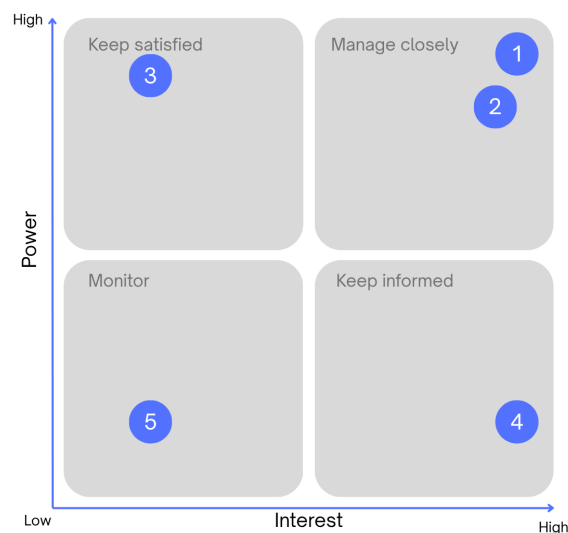 High
Keep satisfied
Manage closely
1
3
2
Power
Monitor
Keep informed
5
4
Low
Interest
High